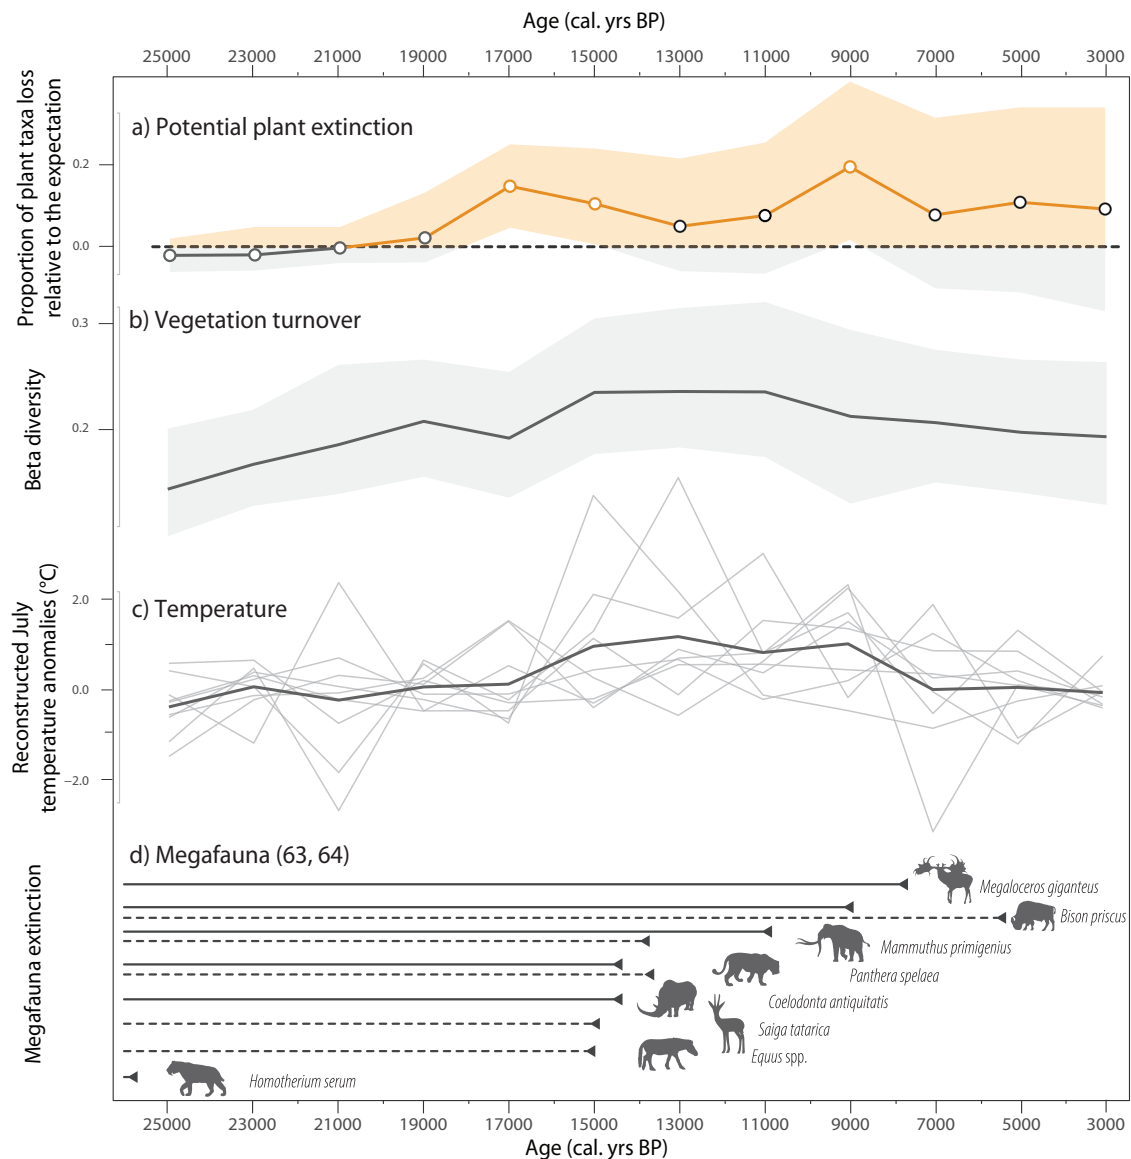 Age (cal. yrs BP)
25000 23000 21000 19000 17000 15000 13000 11000 9000 7000 5000 3000
Proportion of plant taxa loss
relative to the expectation
a) Potential plant extinction
0.2
0.0
b) Vegetation turnover
Beta diversity
0.3
0.2
c) Temperature
Reconstructed July
temperature anomalies (°C)
2.0
0.0
−2.0
d) Megafauna (63, 64)
Megafauna extinction
Megaloceros giganteus
Bison priscus
Mammuthus primigenius
Panthera spelaea
Coelodonta antiquitatis
Saiga tatarica
Equus spp.
Homotherium serum
25000 23000 21000 19000 17000 15000 13000 11000 9000 7000 5000 3000
Age (cal. yrs BP)